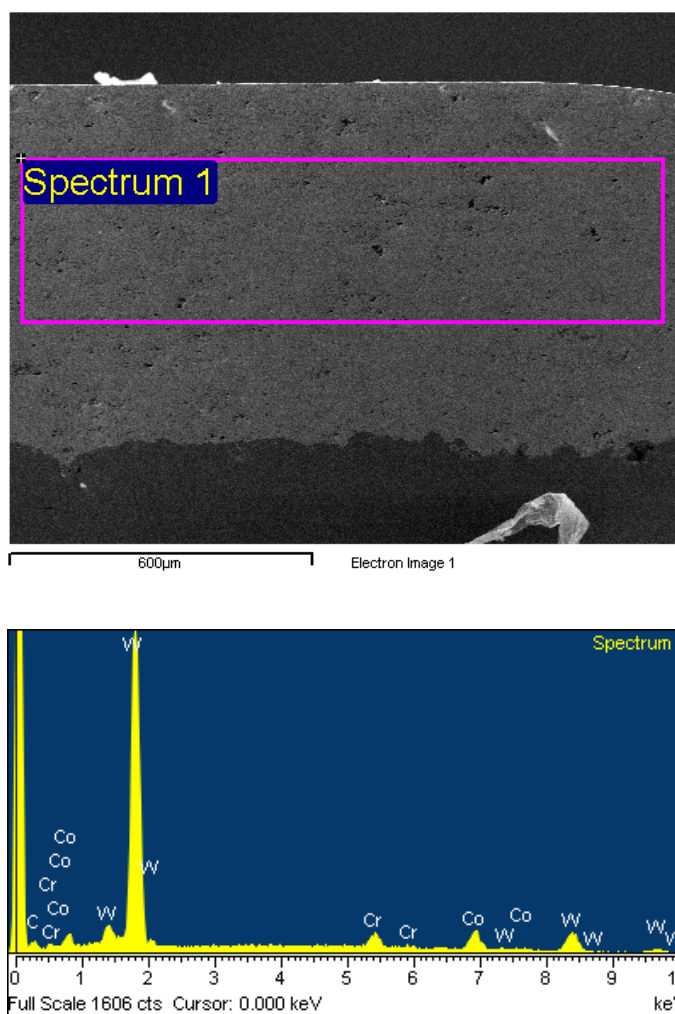 Spectrum 1
600µm
Electron Image 1
Spectrum
W
W
Co
Co
Cr
C
Co
Cr
W
Cr
Cr
Co
W
Co
W
W
W
0 1 2 3 4 5 6 7 8 9
Full Scale 1606 cts Cursor: 0.000 keV